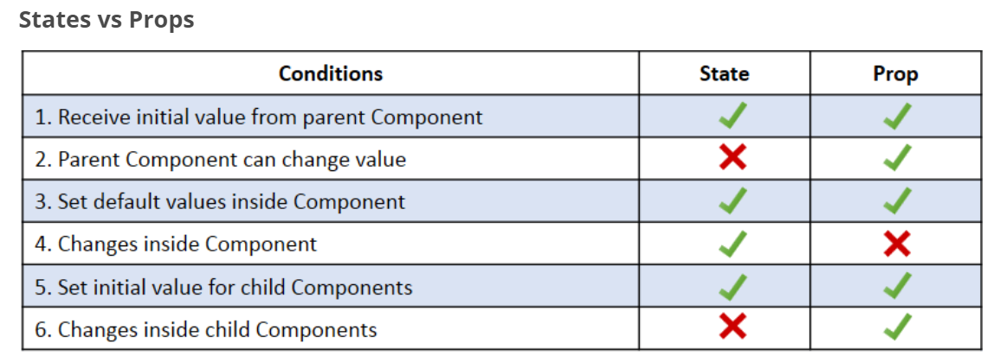 States vs Props
Conditions State Prop
1. Receive initial value from parent Component
2. Parent Component can change value
3. Set default values inside Component
4. Changes inside Component
5. Set initial value for child Components
6. Changes inside child Components